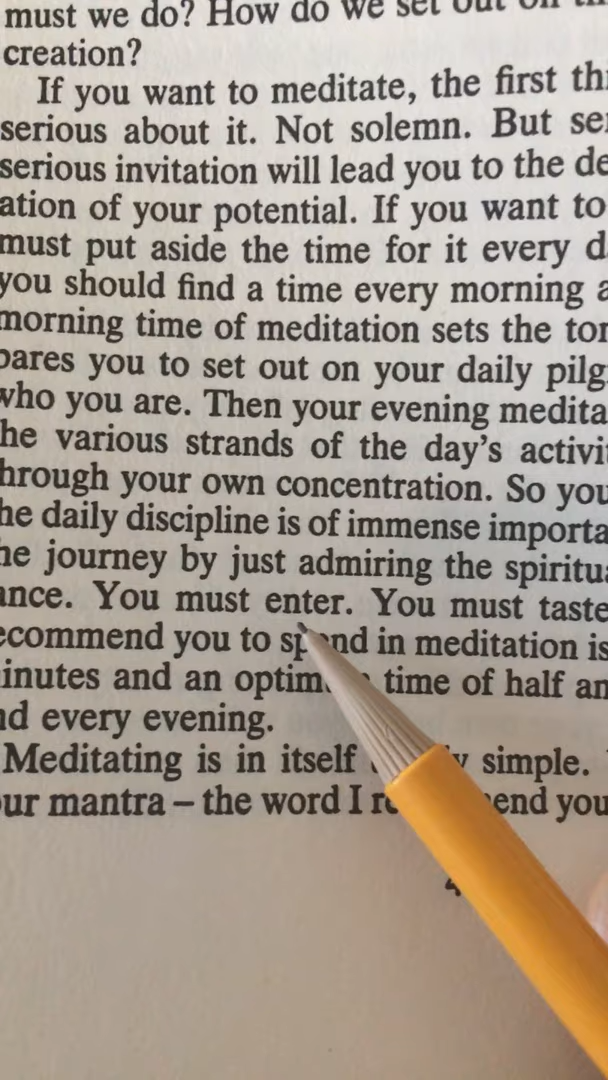 must we do? How do we set out on
creation?
If you want to meditate, the first thi
serious about it. Not solemn. But ser
serious invitation will lead you to the de
ation of your potential. If you want to
must put aside the time for it every d
you should find a time every morning a
morning time of meditation sets the tor
pares you to set out on your daily pilg
who you are. Then your evening medita
he various strands of the day's activi
hrough your own concentration. So you
he daily discipline is of immense importa
he journey by just admiring the spiritua
ance. You must enter. You must taste
ecommend you to spend in meditation is
inutes and an optim time of half an
nd every evening.
Meditating is in itself simple.
ur mantra – the word I end you